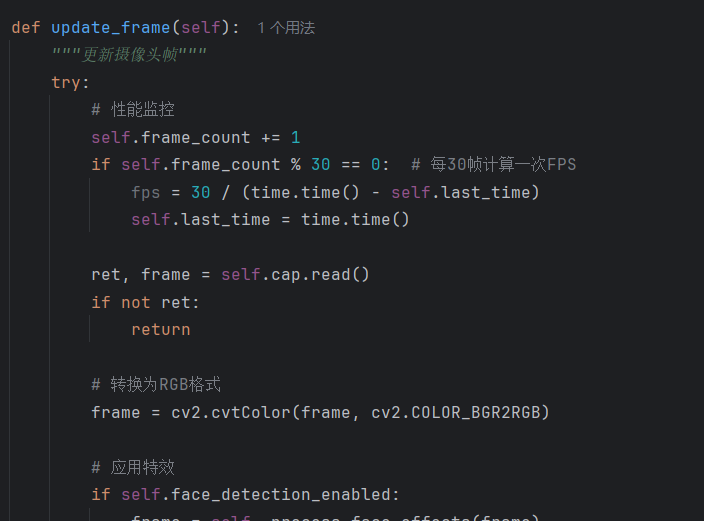 def update_frame(self): 1 个用法
"""更新摄像头帧"""
try:
# 性能监控
self.frame_count += 1
if self.frame_count % 30 == 0: # 每30帧计算一次FPS
fps = 30 / (time.time() - self.last_time)
self.last_time = time.time()
ret, frame = self.cap.read()
if not ret:
return
# 转换为RGB格式
frame = cv2.cvtColor(frame, cv2.COLOR_BGR2RGB)
# 应用特效
if self.face_detection_enabled:
frame = self._process_face_effects(frame)